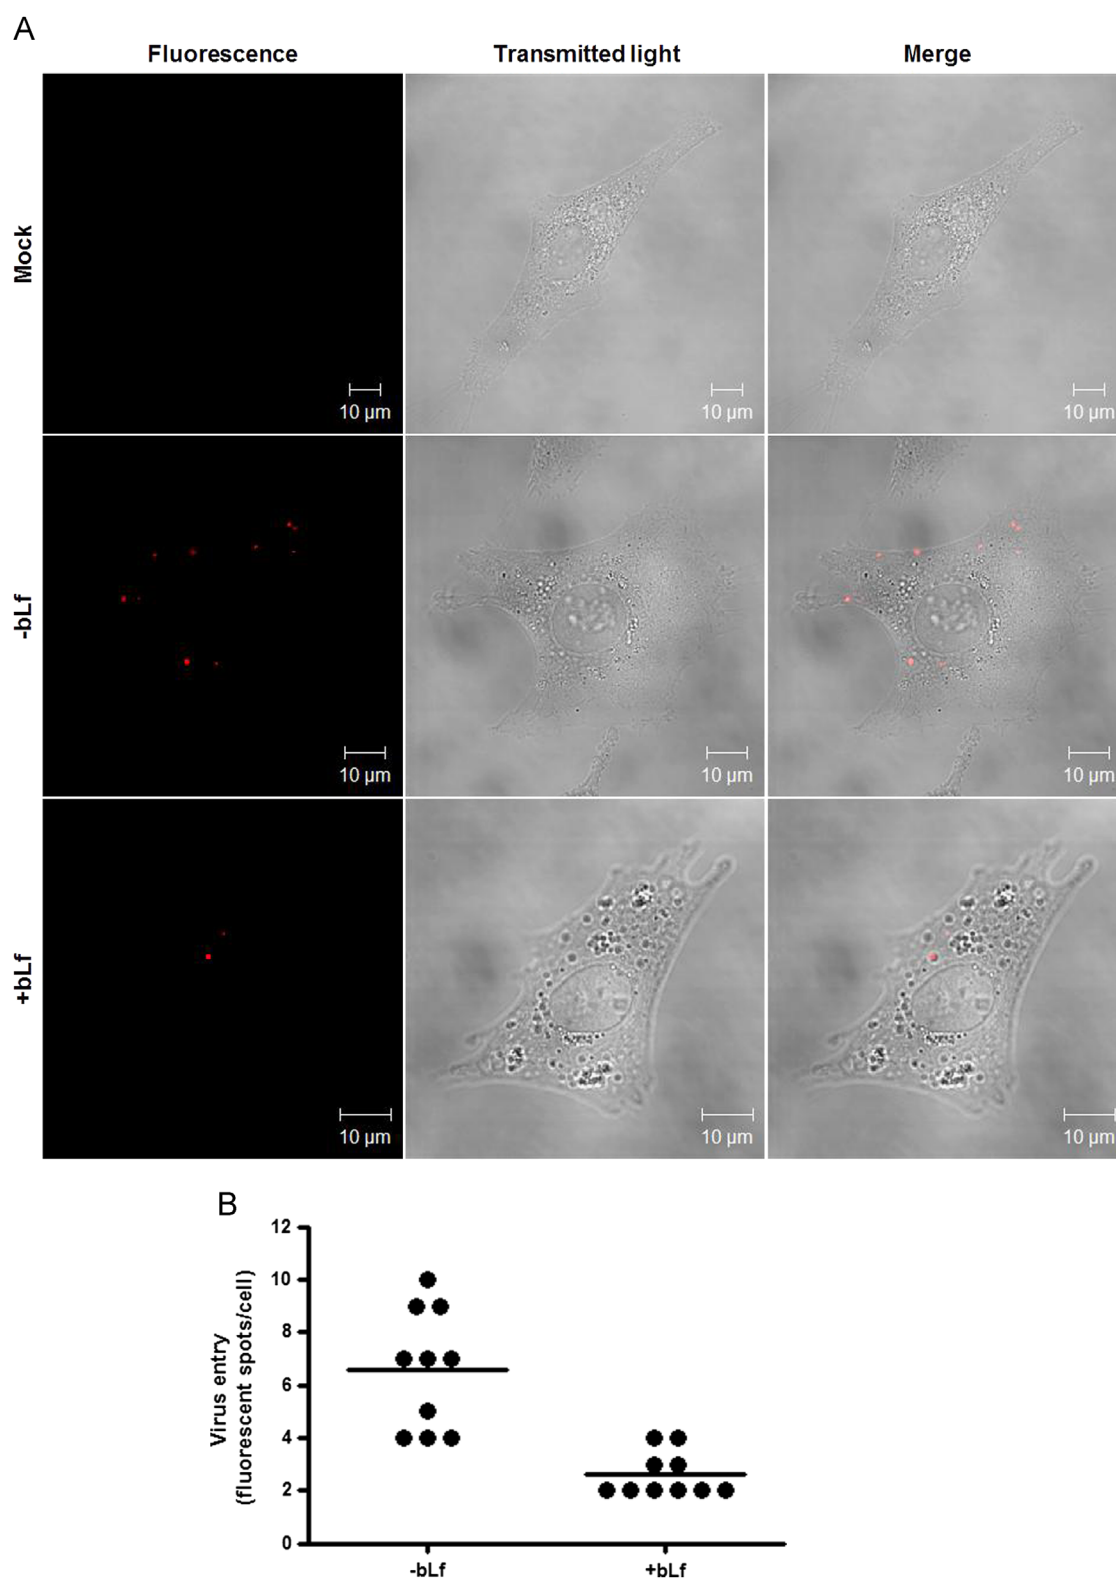 A
Fluorescence Transmitted light Merge
Mock
10 µm 10 µm 10 µm
-bLf
10 µm 10 µm 10 µm
+bLf
10 µm 10 µm 10 µm
B
Virus entry
(fluorescent spots/cell)
12
10
8
6
4
2
0
-bLf +bLf